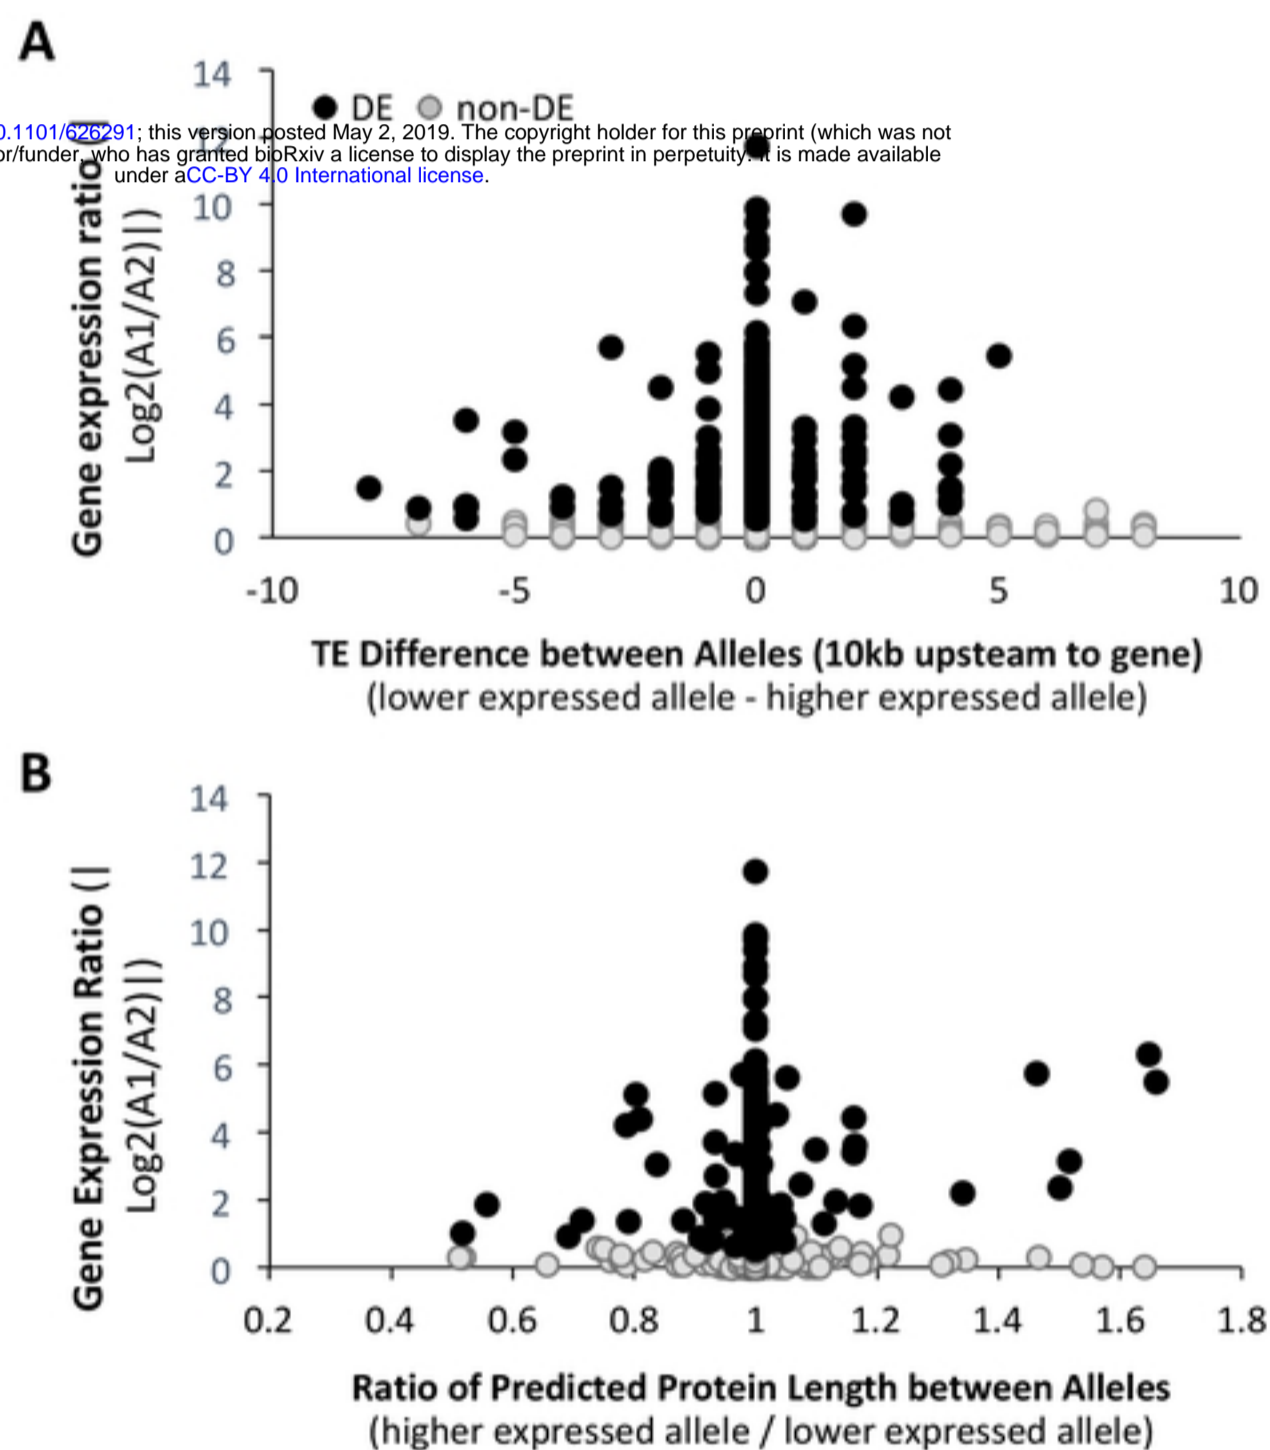 A
14
DE non-DE
0.1101/626291; this version posted May 2, 2019. The copyright holder for this preprint (which was not
12
or/funder, who has granted bioRxiv a license to display the preprint in perpetuity. It is made available
under aCC-BY 4.0 International license.
Gene expression ratio (|
Log2(A1/A2)|)
10
8
6
4
2
0
-10 -5 0 5 10
TE Difference between Alleles (10kb upsteam to gene)
(lower expressed allele - higher expressed allele)
B
14
12
10
8
6
4
2
0
Gene Expression Ratio (|
Log2(A1/A2)|)
0.2 0.4 0.6 0.8 1 1.2 1.4 1.6 1.8
Ratio of Predicted Protein Length between Alleles
(higher expressed allele / lower expressed allele)